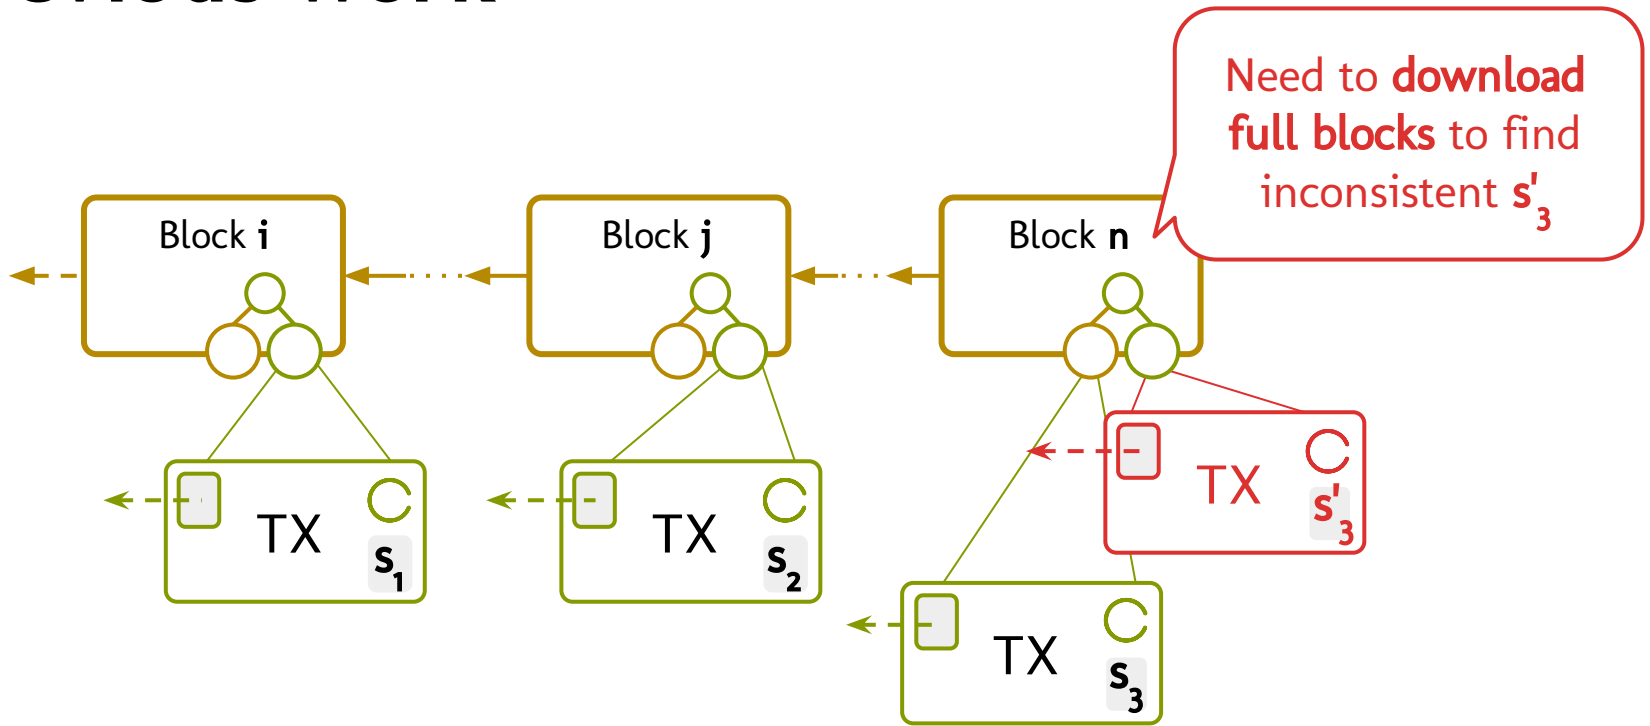 Need to download
full blocks to find
inconsistent s'3
Block i
Block j
Block n
TX
s1
TX
s2
TX
s'3
TX
s3